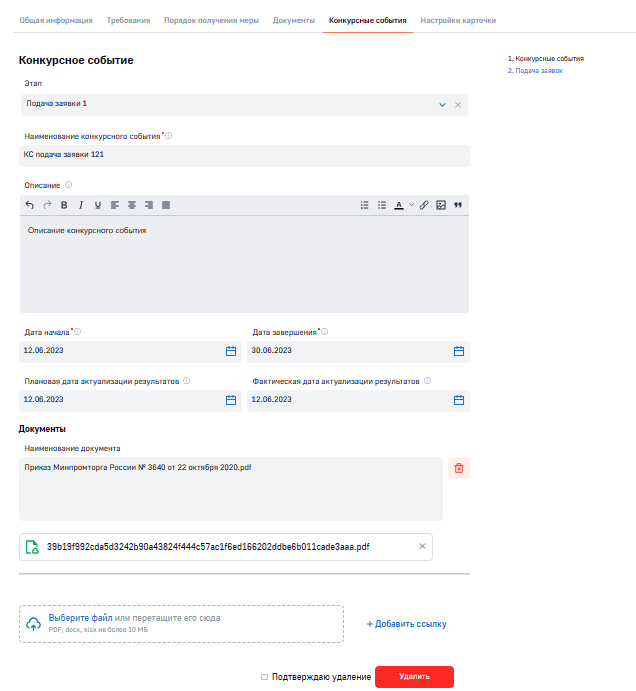 Общая информация Требования Порядок получения меры Документы Конкурсные события Настройки карточки
Конкурсное событие
1. Конкурсные события
2. Подача заявок
Этап
Подача заявки 1
Наименование конкурсного события*
КС подача заявки 121
Описание
Описание конкурсного события
Дата начала* Дата завершения*
12.06.2023 30.06.2023
Плановая дата актуализации результатов Фактическая дата актуализации результатов
12.06.2023 12.06.2023
Документы
Наименование документа
Приказ Минпромторга России № 3640 от 22 октября 2020.pdf
39b19f992cda5d3242b90a43824f444c57ac1f6ed166202ddbe6b011cade3aaa.pdf
Выберите файл или перетащите его сюда
PDF, docx, xlsx не более 10 МБ
+ Добавить ссылку
Подтверждаю удаление Удалить